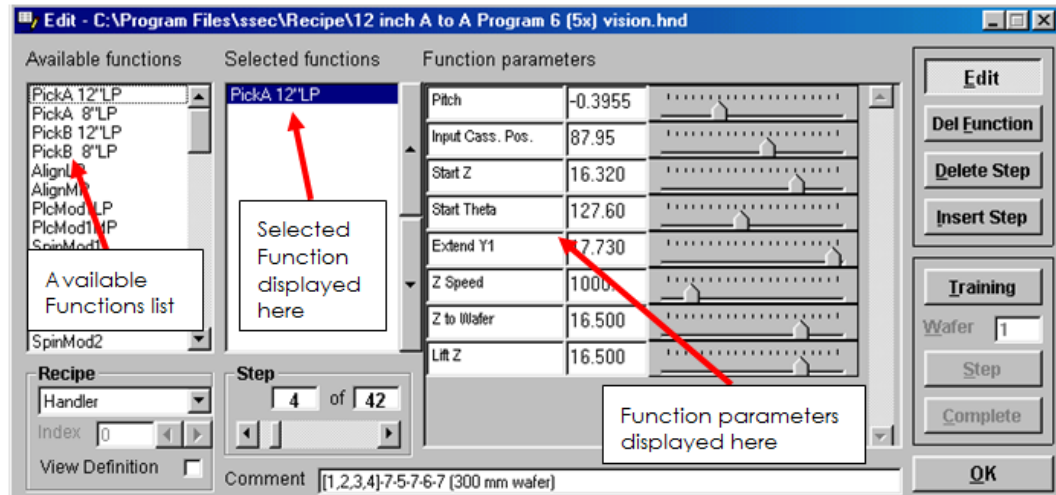 Edit - C:\Program Files\ssec\Recipe\12 inch A to A Program 6 (5x) vision.hnd
Available functions
Selected functions
Function parameters
PickA 12"LP
PickA 8"LP
PickB 12"LP
PickB 8"LP
AlignMP
PlcMod1LP
PlcMod1MP
SpinMod1
SpinMod2
Available
Functions list
PickA 12"LP
Selected
Function
displayed
here
Pitch -0.3955
Input Cass. Pos. 87.95
Start Z 16.320
Start Theta 127.60
Extend Y1 17.730
Z Speed 1000.
Z to Wafer 16.500
Lift Z 16.500
Function parameters
displayed here
Edit
Del Function
Delete Step
Insert Step
Training
Wafer 1
Step
Complete
OK
Recipe
Handler
Index 0
View Definition
Step
4 of 42
Comment [1,2,3,4]-7-5-7-6-7 (300 mm wafer)